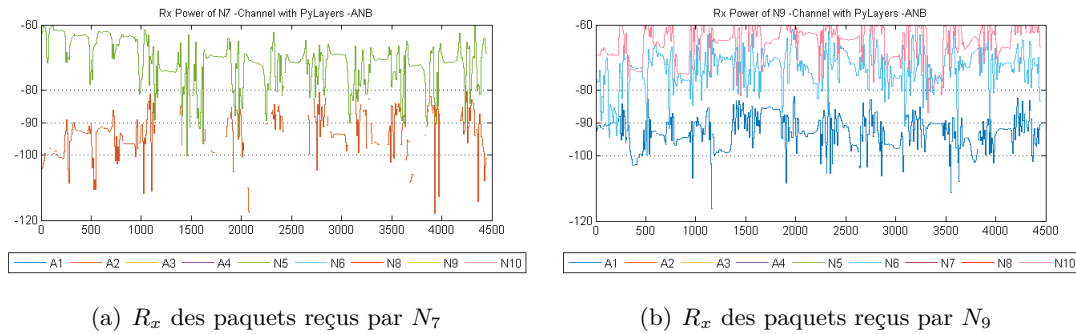 Rx Power of N7 -Channel with PyLayers -ANB
-60
-80
-90
-100
-120
0 500 1000 1500 2000 2500 3000 3500 4000 4500
A1 A2 A3 A4 N5 N6 N8 N9 N10
(a) Rx des paquets reçus par N7
Rx Power of N9 -Channel with PyLayers -ANB
-60
-80
-90
-100
-120
0 500 1000 1500 2000 2500 3000 3500 4000 4500
A1 A2 A3 A4 N5 N6 N7 N8 N10
(b) Rx des paquets reçus par N9